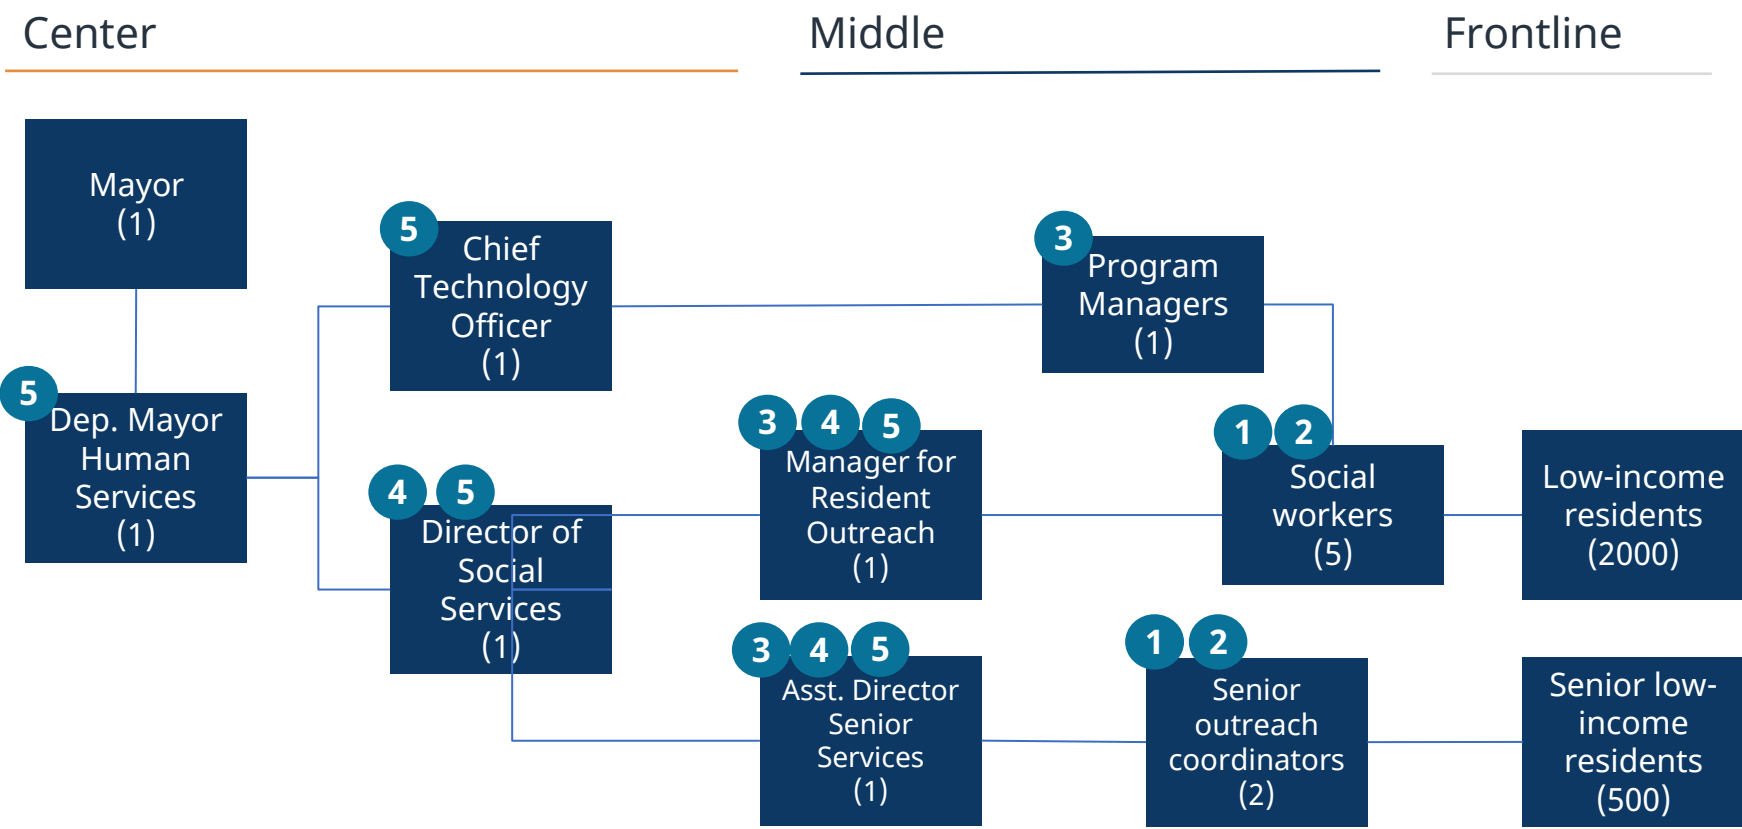 Center
Middle
Frontline
Mayor
(1)
5
Dep. Mayor
Human
Services
(1)
5
Chief
Technology
Officer
(1)
4 5
Director of
Social
Services
(1)
3
Program
Managers
(1)
3 4 5
Manager for
Resident
Outreach
(1)
1 2
Social
workers
(5)
Low-income
residents
(2000)
3 4 5
Asst. Director
Senior
Services
(1)
1 2
Senior
outreach
coordinators
(2)
Senior low-
income
residents
(500)